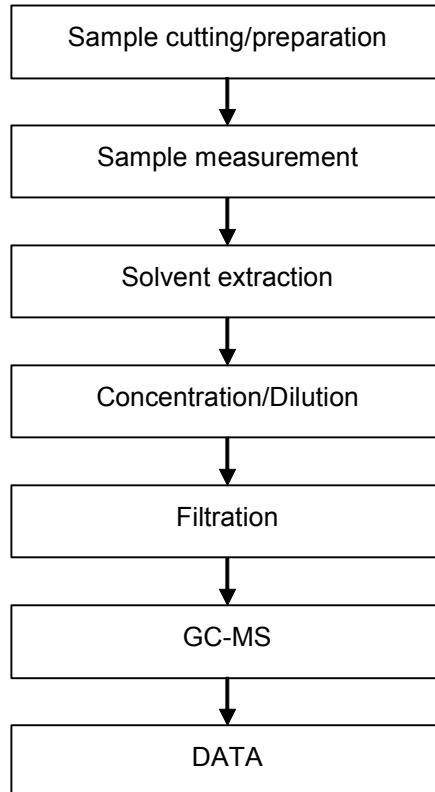 Sample cutting/preparation
Sample measurement
Solvent extraction
Concentration/Dilution
Filtration
GC-MS
DATA